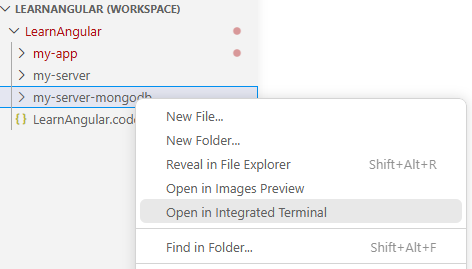 LEARNANGULAR (WORKSPACE)
LearnAngular
my-app
my-server
my-server-mongodb
{} LearnAngular.code
New File...
New Folder...
Reveal in File Explorer Shift+Alt+R
Open in Images Preview
Open in Integrated Terminal
Find in Folder... Shift+Alt+F